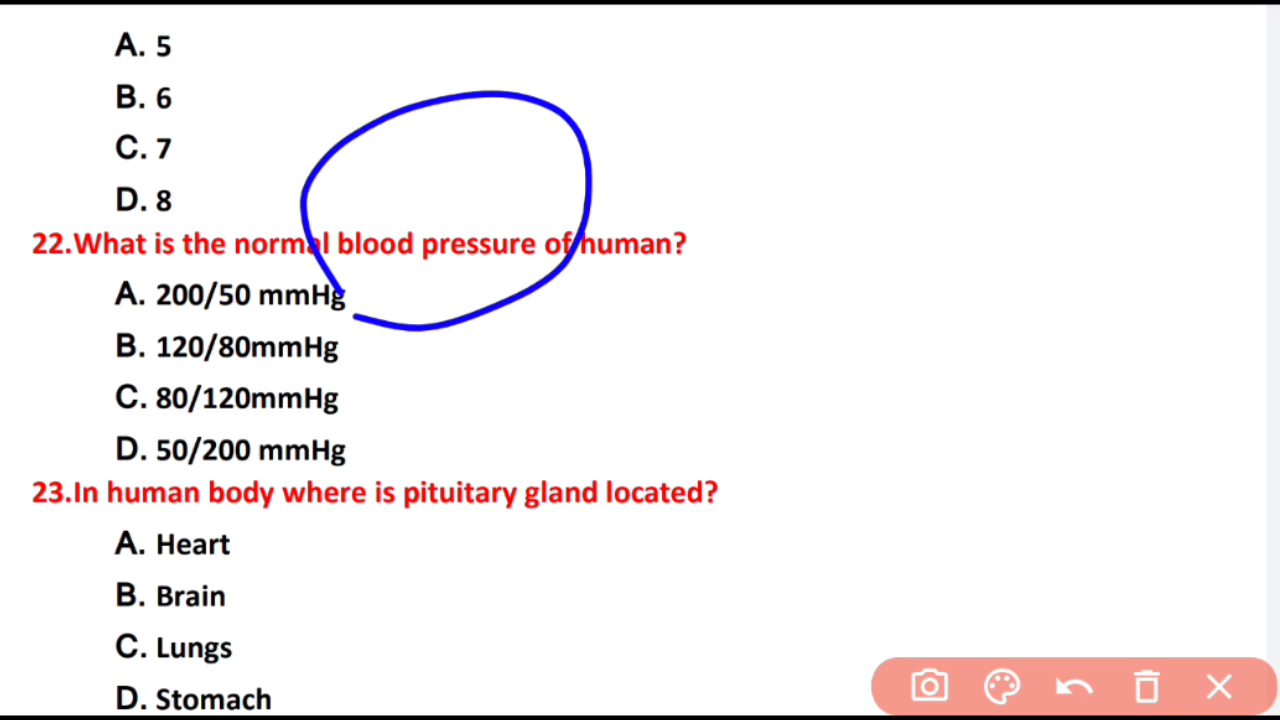 A. 5
B. 6
C. 7
D. 8
22.What is the normal blood pressure of human?
A. 200/50 mmHg
B. 120/80mmHg
C. 80/120mmHg
D. 50/200 mmHg
23.In human body where is pituitary gland located?
A. Heart
B. Brain
C. Lungs
D. Stomach